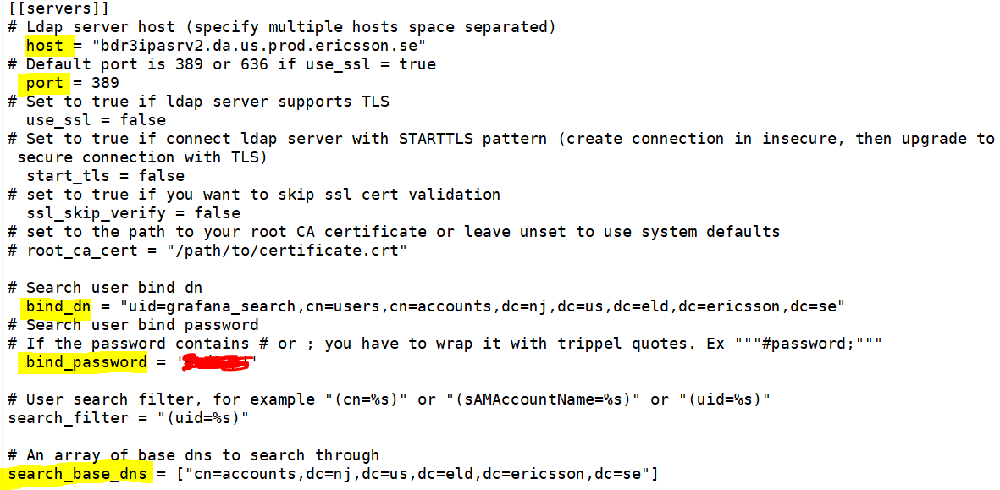 [[servers]]
# Ldap server host (specify multiple hosts space separated)
host = "bdr3ipasrv2.da.us.prod.ericsson.se"
# Default port is 389 or 636 if use_ssl = true
port = 389
# Set to true if ldap server supports TLS
use_ssl = false
# Set to true if connect ldap server with STARTTLS pattern (create connection in insecure, then upgrade to
secure connection with TLS)
start_tls = false
# set to true if you want to skip ssl cert validation
ssl_skip_verify = false
# set to the path to your root CA certificate or leave unset to use system defaults
# root_ca_cert = "/path/to/certificate.crt"
# Search user bind dn
bind_dn = "uid=grafana_search,cn=users,cn=accounts,dc=nj,dc=us,dc=eld,dc=ericsson,dc=se"
# Search user bind password
# If the password contains # or ; you have to wrap it with trippel quotes. Ex """#password;"""
bind_password = ' '
# User search filter, for example "(cn=%s)" or "(sAMAccountName=%s)" or "(uid=%s)"
search_filter = "(uid=%s)"
# An array of base dns to search through
search_base_dns = ["cn=accounts,dc=nj,dc=us,dc=eld,dc=ericsson,dc=se"]